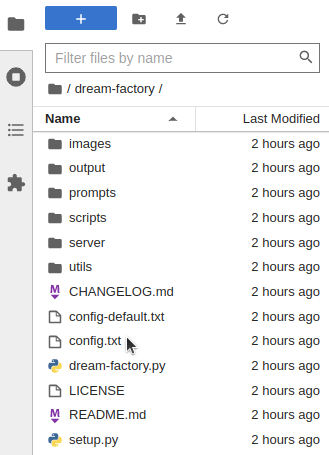 Filter files by name
/ dream-factory /
Name Last Modified
images 2 hours ago
output 2 hours ago
prompts 2 hours ago
scripts 2 hours ago
server 2 hours ago
utils 2 hours ago
CHANGELOG.md 2 hours ago
config-default.txt 2 hours ago
config.txt 2 hours ago
dream-factory.py 2 hours ago
LICENSE 2 hours ago
README.md 2 hours ago
setup.py 2 hours ago